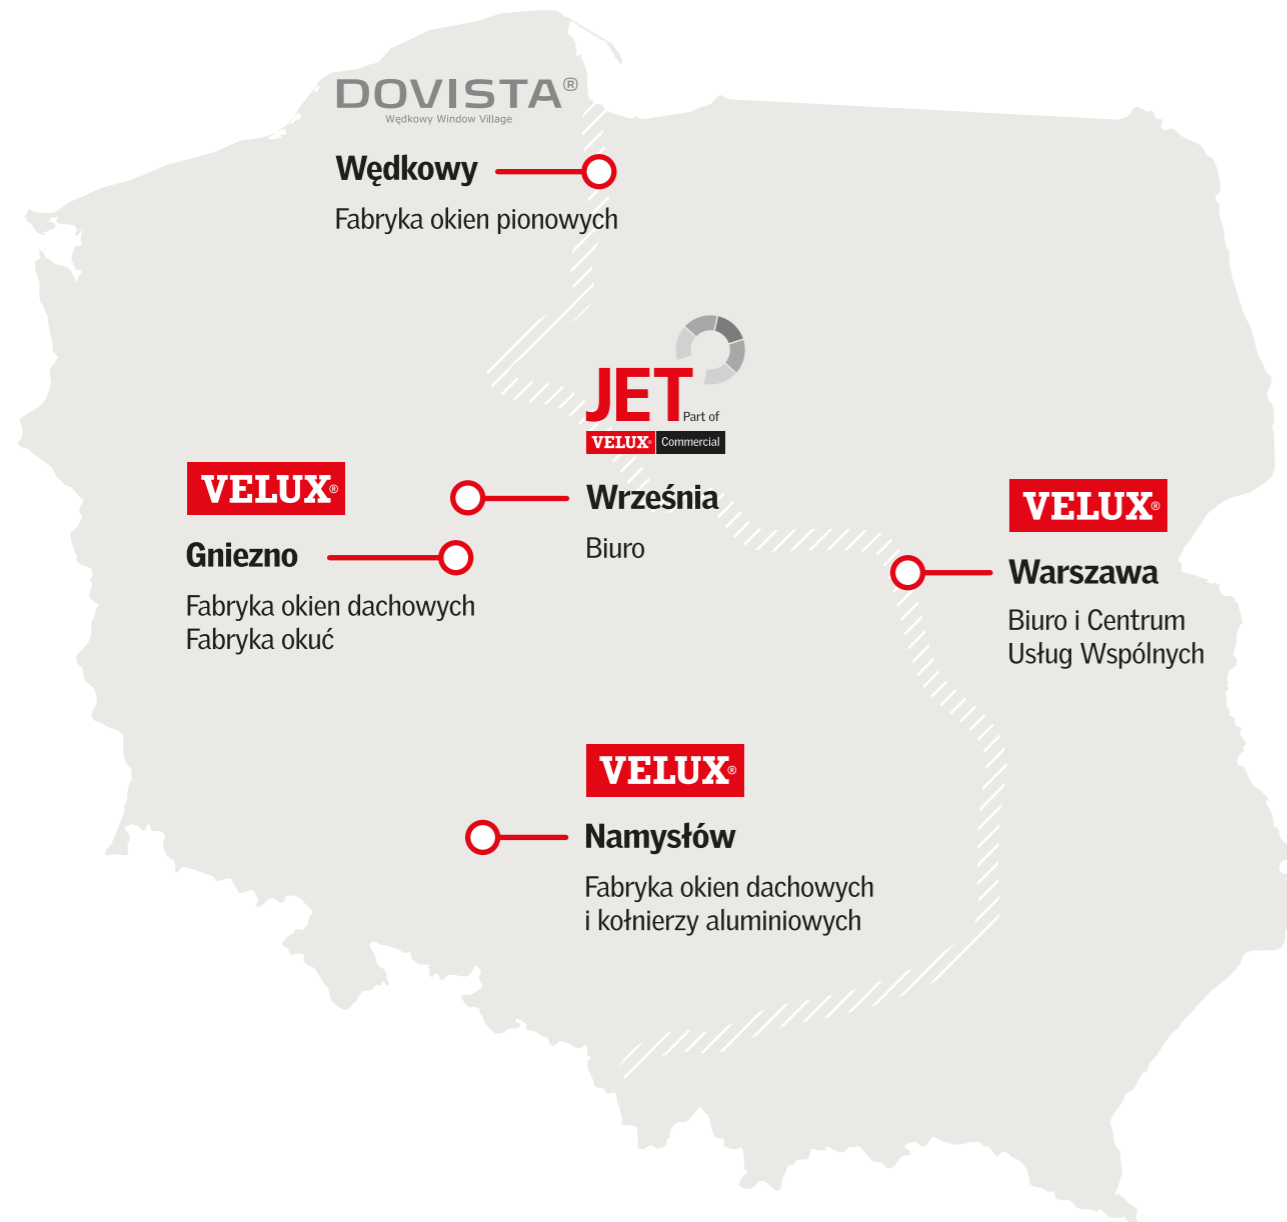 DOVISTA®
Wędkowy Window Village
Wędkowy
Fabryka okien pionowych
JET
Part of
VELUX® Commercial
Września
Biuro
VELUX®
Gniezno
Fabryka okien dachowych
Fabryka okuć
VELUX®
Warszawa
Biuro i Centrum
Usług Wspólnych
VELUX®
Namysłów
Fabryka okien dachowych
i kołnierzy aluminiowych